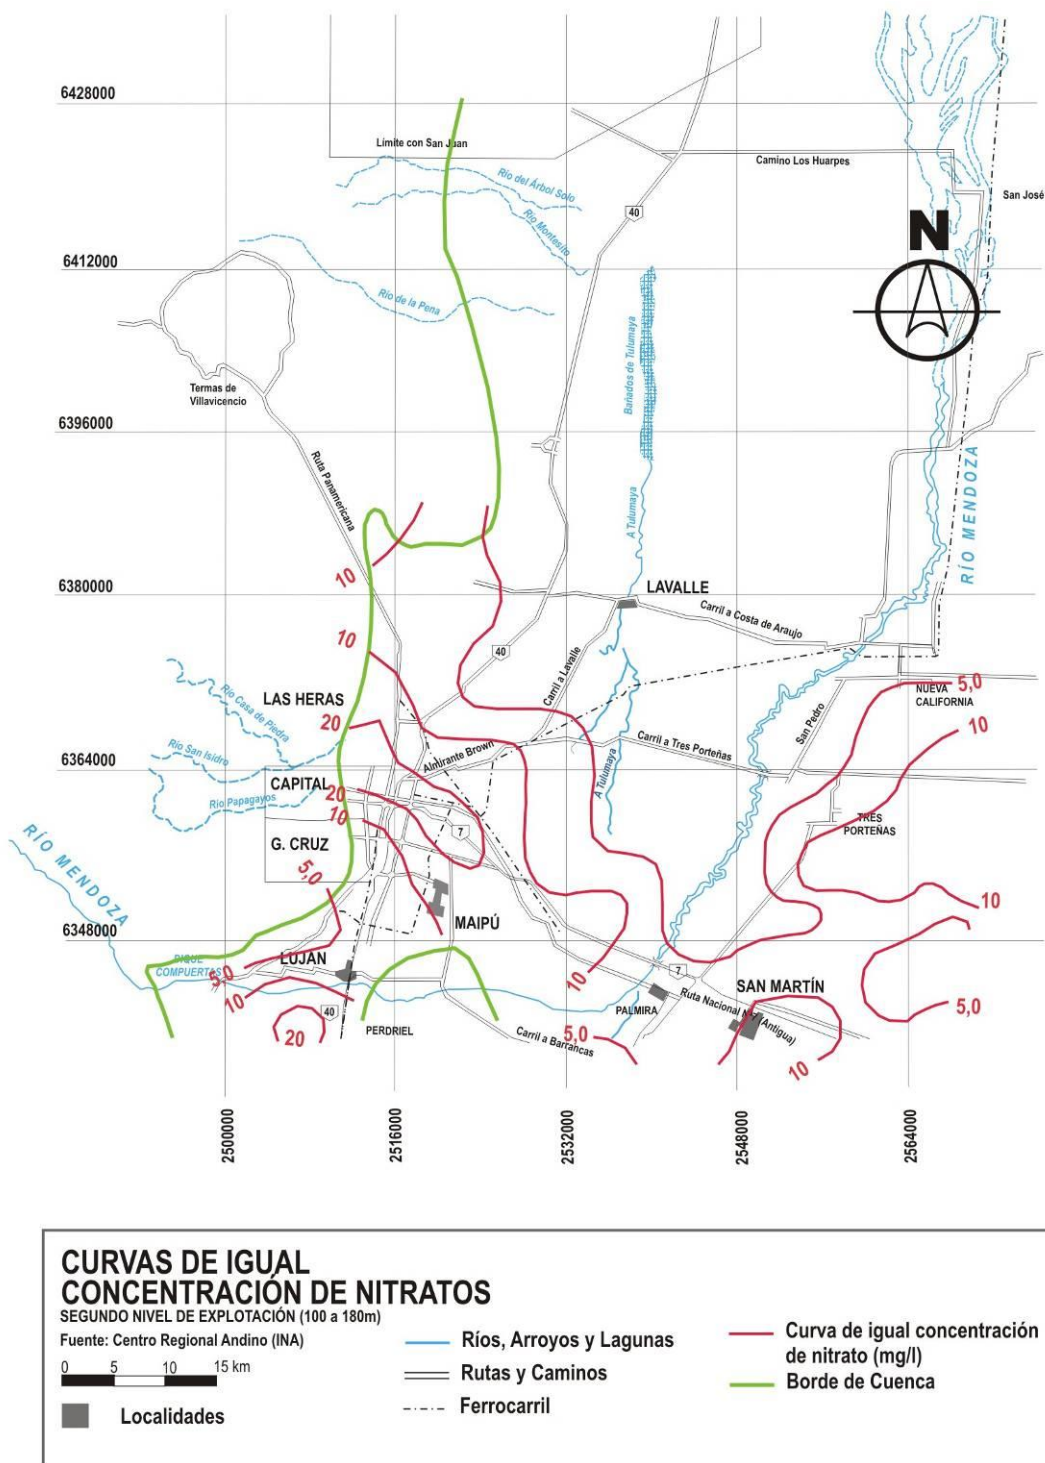 6428000
Límite con San Juan
Camino Los Huarpes
Río del Árbol Solo
San José
Río Montesito
40
N
6412000
Río de la Pena
Bañados de Tulumaya
Termas de
Villavicencio
6396000
Ruta Panamericana
RÍO MENDOZA
A Tulumaya
10
6380000
LAVALLE
Carril a Costa de Araujo
10
40
Carril a Lavalle
Río Casa de Piedra
LAS HERAS
20
NUEVA
CALIFORNIA
5,0
San Pedro
10
Río San Isidro
Almirante Brown
Carril a Tres Porteñas
6364000
CAPITAL
20
A Tulumaya
Río Papagayos
10
TRES
PORTEÑAS
RÍO MENDOZA
G. CRUZ
7
5,0
10
MAIPÚ
6348000
DIQUE
COMPUERTAS
5,0
LUJAN
10
7
SAN MARTÍN
10
40
20
PERDRIEL
PALMIRA
Ruta Nacional Nº7 (Antigua)
5,0
Carril a Barrancas
5,0
10
2500000
2516000
2532000
2548000
2564000
CURVAS DE IGUAL
CONCENTRACIÓN DE NITRATOS
SEGUNDO NIVEL DE EXPLOTACIÓN (100 a 180m)
Fuente: Centro Regional Andino (INA)
0 5 10 15 km
Localidades
Ríos, Arroyos y Lagunas
Rutas y Caminos
Ferrocarril
Curva de igual concentración
de nitrato (mg/l)
Borde de Cuenca